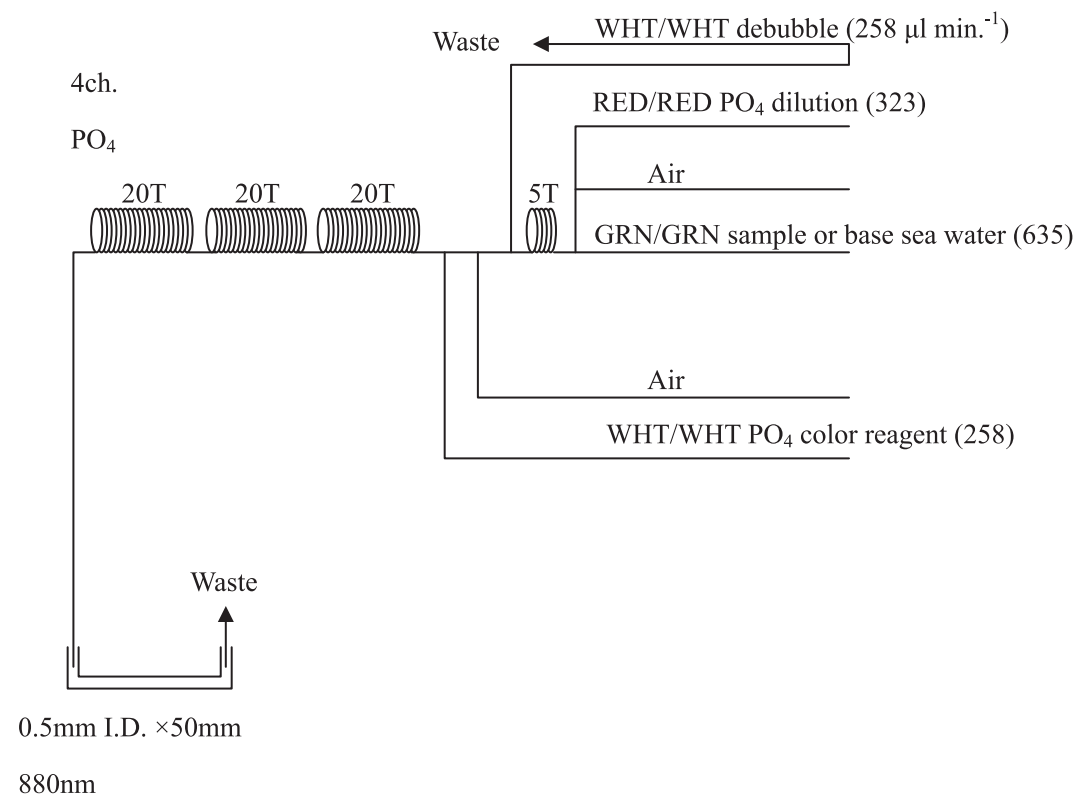 Waste
WHT/WHT debubble (258 μl min.⁻¹)
4ch.
RED/RED PO₄ dilution (323)
PO₄
Air
20T
20T
20T
5T
GRN/GRN sample or base sea water (635)
Air
WHT/WHT PO₄ color reagent (258)
Waste
0.5mm I.D. ×50mm
880nm